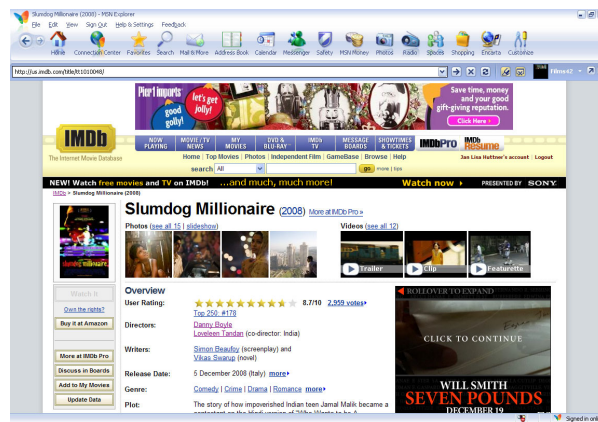 Slumdog Millionaire (2008) - MSN Explorer
File Edit View Sign Out Help & Settings Feedback
Home Connection Center Favorites Search Mail & More Address Book Calendar Messenger Safety MSN Money Photos Radio Spaces Shopping Encarta Customize
http://us.imdb.com/title/tt1010048/
Films42
Pier 1 imports
good golly!
let's get jolly!
Save time, money
and your good
gift-giving reputation.
Click Here
IMDb
The Internet Movie Database
NOW PLAYING
MOVIE / TV NEWS
MY MOVIES
DVD & BLU-RAY
IMDb TV
MESSAGE BOARDS
SHOWTIMES & TICKETS
IMDbPro
IMDb Resume
Home | Top Movies | Photos | Independent Film | GameBase | Browse | Help
Jan Lisa Huttner's account | Logout
search All go more | tips
NEW! Watch free movies and TV on IMDb! ...and much, much more! Watch now PRESENTED BY SONY
IMDb > Slumdog Millionaire (2008)
Slumdog Millionaire (2008) More at IMDb Pro »
Photos (see all 15 | slideshow)
Videos (see all 12)
Trailer
Clip
Featurette
Watch It
Own the rights?
Buy it at Amazon
More at IMDb Pro
Discuss in Boards
Add to My Movies
Update Data
Overview
User Rating: 8.7/10 2,959 votes
Top 250: #178
Directors: Danny Boyle
Loveleen Tandan (co-director: India)
Writers: Simon Beaufoy (screenplay) and
Vikas Swarup (novel)
Release Date: 5 December 2008 (Italy) more
Genre: Comedy | Crime | Drama | Romance more
Plot: The story of how impoverished Indian teen Jamal Malik became a
ROLLOVER TO EXPAND
CLICK TO CONTINUE
WILL SMITH
SEVEN POUNDS
DECEMBER 19
Signed in onli